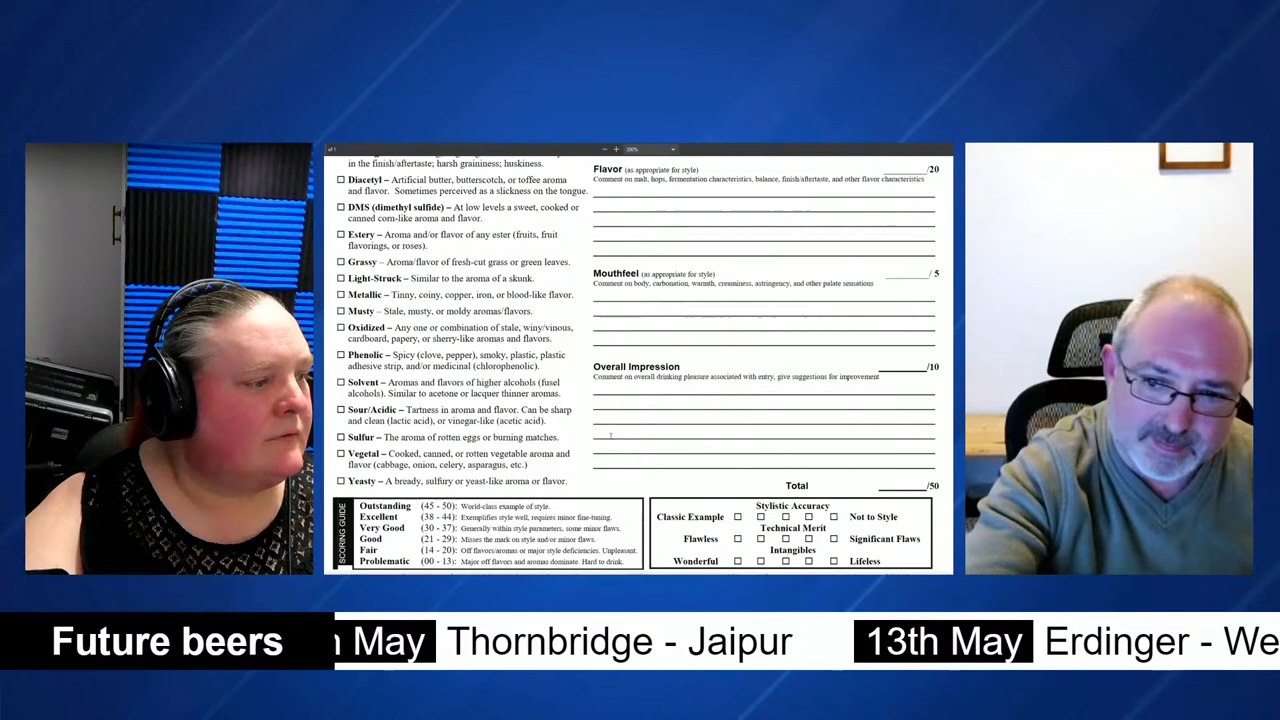 of 1
200%
in the finish/aftertaste; harsh graininess; huskiness.
☐ Diacetyl – Artificial butter, butterscotch, or toffee aroma
and flavor. Sometimes perceived as a slickness on the tongue.
☐ DMS (dimethyl sulfide) – At low levels a sweet, cooked or
canned corn-like aroma and flavor.
☐ Estery – Aroma and/or flavor of any ester (fruits, fruit
flavorings, or roses).
☐ Grassy – Aroma/flavor of fresh-cut grass or green leaves.
☐ Light-Struck – Similar to the aroma of a skunk.
☐ Metallic – Tinny, coiny, copper, iron, or blood-like flavor.
☐ Musty – Stale, musty, or moldy aromas/flavors.
☐ Oxidized – Any one or combination of stale, winy/vinous,
cardboard, papery, or sherry-like aromas and flavors.
☐ Phenolic – Spicy (clove, pepper), smoky, plastic, plastic
adhesive strip, and/or medicinal (chlorophenolic).
☐ Solvent – Aromas and flavors of higher alcohols (fusel
alcohols). Similar to acetone or lacquer thinner aromas.
☐ Sour/Acidic – Tartness in aroma and flavor. Can be sharp
and clean (lactic acid), or vinegar-like (acetic acid).
☐ Sulfur – The aroma of rotten eggs or burning matches.
☐ Vegetal – Cooked, canned, or rotten vegetable aroma and
flavor (cabbage, onion, celery, asparagus, etc.)
☐ Yeasty – A bready, sulfury or yeast-like aroma or flavor.
Flavor (as appropriate for style) /20
Comment on malt, hops, fermentation characteristics, balance, finish/aftertaste, and other flavor characteristics
Mouthfeel (as appropriate for style) / 5
Comment on body, carbonation, warmth, creaminess, astringency, and other palate sensations
Overall Impression /10
Comment on overall drinking pleasure associated with entry, give suggestions for improvement
Total /50
SCORING GUIDE
Outstanding (45 - 50): World-class example of style.
Excellent (38 - 44): Exemplifies style well, requires minor fine-tuning.
Very Good (30 - 37): Generally within style parameters, some minor flaws.
Good (21 - 29): Misses the mark on style and/or minor flaws.
Fair (14 - 20): Off flavors/aromas or major style deficiencies. Unpleasant.
Problematic (00 - 13): Major off flavors and aromas dominate. Hard to drink.
Stylistic Accuracy
Classic Example ☐ ☐ ☐ ☐ ☐ Not to Style
Technical Merit
Flawless ☐ ☐ ☐ ☐ ☐ Significant Flaws
Intangibles
Wonderful ☐ ☐ ☐ ☐ ☐ Lifeless
Future beers h May Thornbridge - Jaipur 13th May Erdinger - We